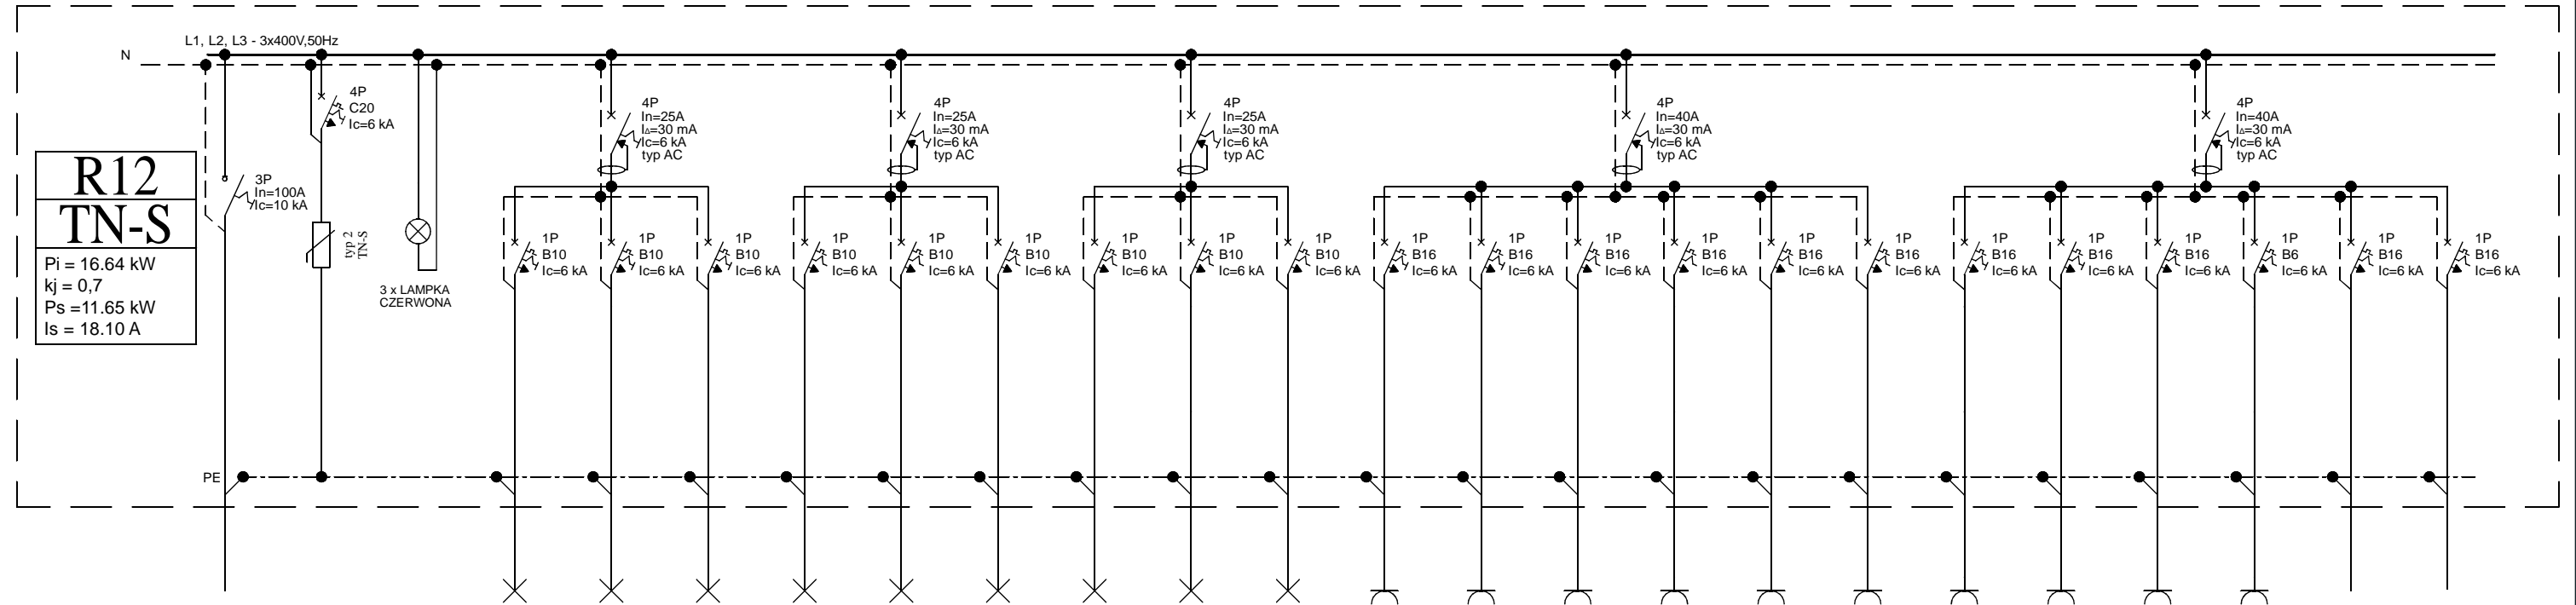 L1, L2, L3 - 3x400V,50Hz
N
R12
TN-S
Pi = 16.64 kW
kj = 0,7
Ps =11.65 kW
Is = 18.10 A
3P
In=100A
Ic=10 kA
4P
C20
Ic=6 kA
typ 2
TN-S
3 x LAMPKA
CZERWONA
4P
In=25A
I∆=30 mA
Ic=6 kA
typ AC
4P
In=25A
I∆=30 mA
Ic=6 kA
typ AC
4P
In=25A
I∆=30 mA
Ic=6 kA
typ AC
4P
In=40A
I∆=30 mA
Ic=6 kA
typ AC
4P
In=40A
I∆=30 mA
Ic=6 kA
typ AC
1P
B10
Ic=6 kA
1P
B10
Ic=6 kA
1P
B10
Ic=6 kA
1P
B10
Ic=6 kA
1P
B10
Ic=6 kA
1P
B10
Ic=6 kA
1P
B10
Ic=6 kA
1P
B10
Ic=6 kA
1P
B10
Ic=6 kA
1P
B16
Ic=6 kA
1P
B16
Ic=6 kA
1P
B16
Ic=6 kA
1P
B16
Ic=6 kA
1P
B16
Ic=6 kA
1P
B16
Ic=6 kA
1P
B16
Ic=6 kA
1P
B16
Ic=6 kA
1P
B16
Ic=6 kA
1P
B6
Ic=6 kA
1P
B16
Ic=6 kA
1P
B16
Ic=6 kA
PE